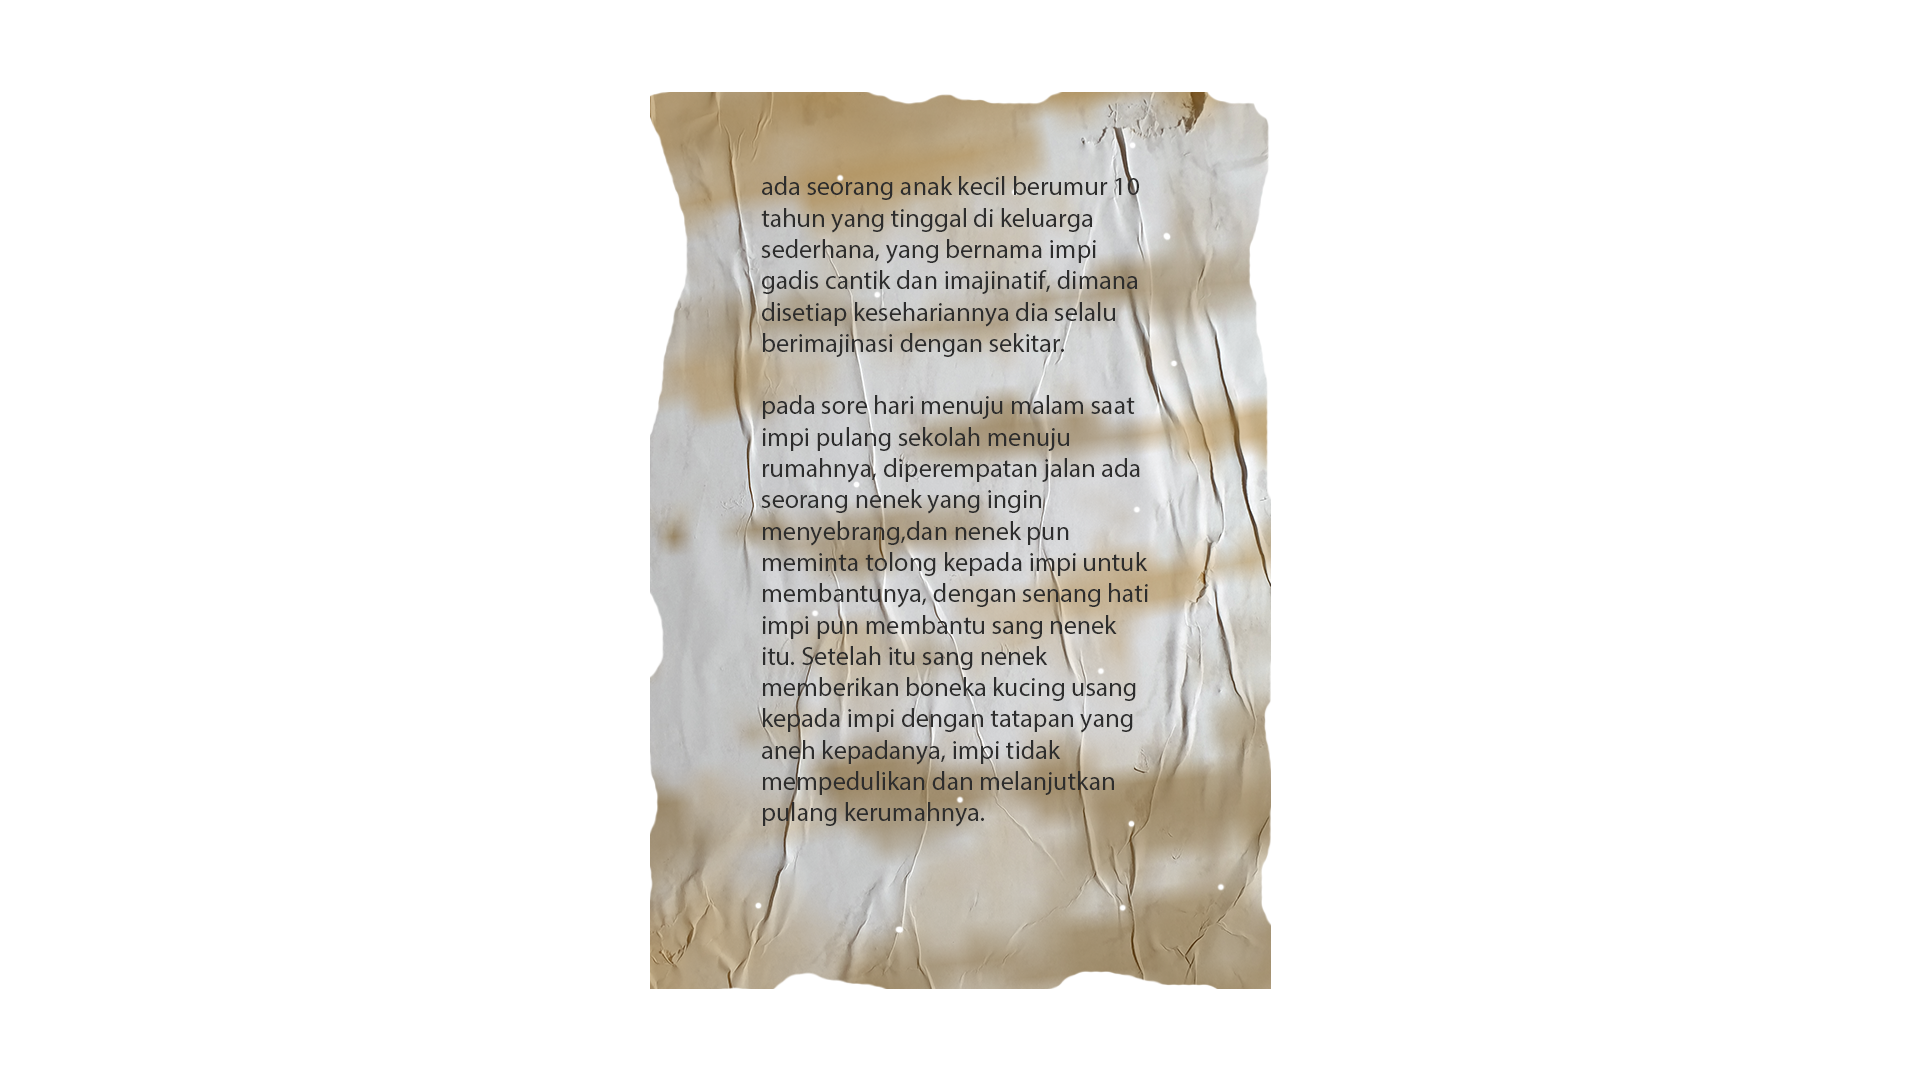 ada seorang anak kecil berumur 10
tahun yang tinggal di keluarga
sederhana, yang bernama impi
gadis cantik dan imajinatif, dimana
disetiap kesehariannya dia selalu
berimajinasi dengan sekitar.
pada sore hari menuju malam saat
impi pulang sekolah menuju
rumahnya, diperempatan jalan ada
seorang nenek yang ingin
menyebrang,dan nenek pun
meminta tolong kepada impi untuk
membantunya, dengan senang hati
impi pun membantu sang nenek
itu. Setelah itu sang nenek
memberikan boneka kucing usang
kepada impi dengan tatapan yang
aneh kepadanya, impi tidak
mempedulikan dan melanjutkan
pulang kerumahnya.